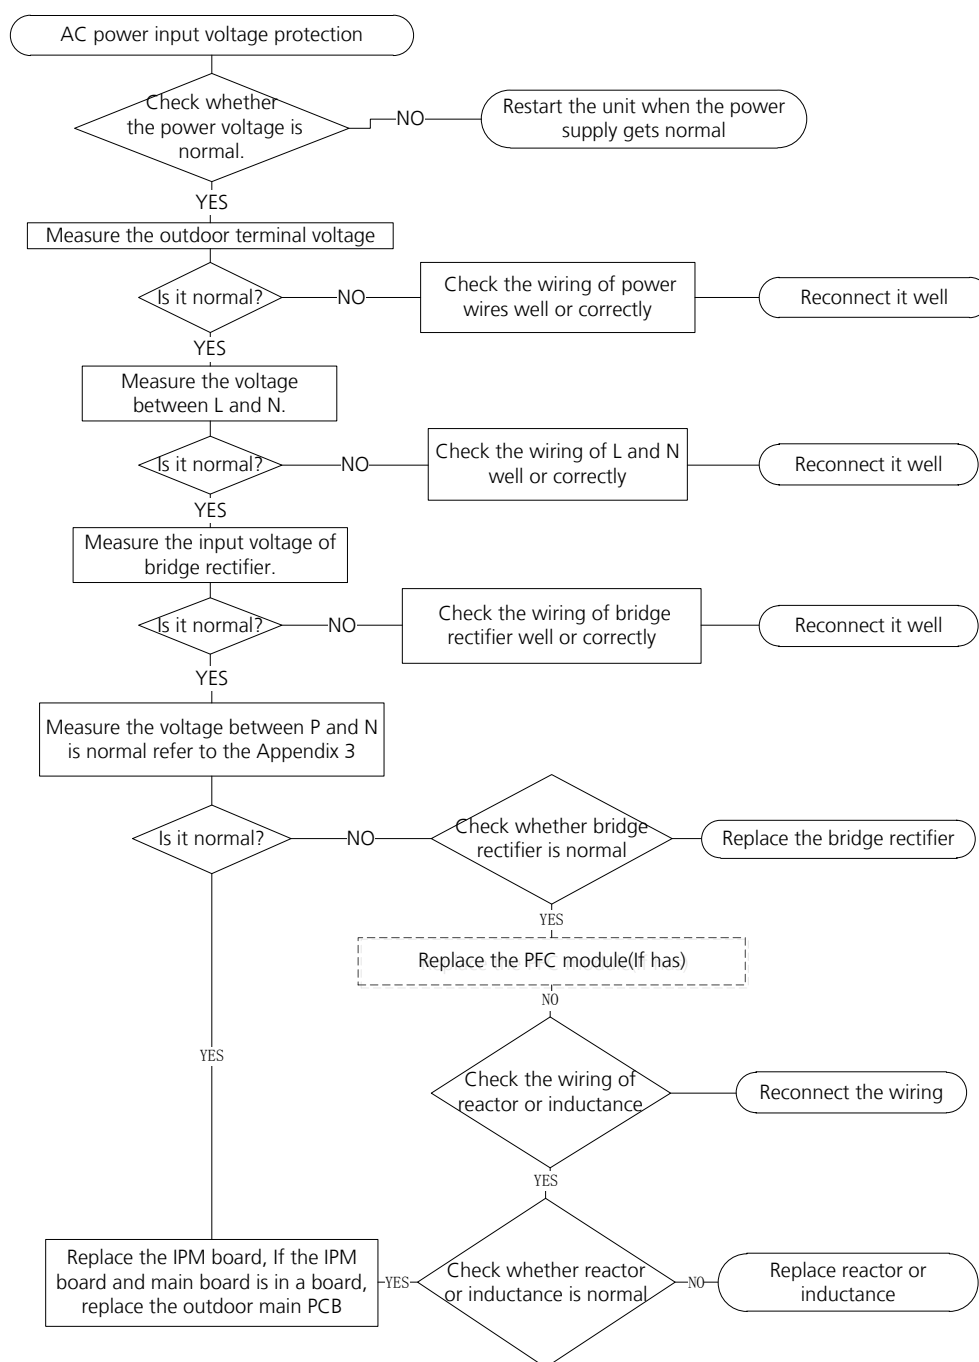 AC power input voltage protection
Check whether
the power voltage is
normal.
NO
Restart the unit when the power
supply gets normal
YES
Measure the outdoor terminal voltage
Is it normal?
NO
Check the wiring of power
wires well or correctly
Reconnect it well
YES
Measure the voltage
between L and N.
Is it normal?
NO
Check the wiring of L and N
well or correctly
Reconnect it well
YES
Measure the input voltage of
bridge rectifier.
Is it normal?
NO
Check the wiring of bridge
rectifier well or correctly
Reconnect it well
YES
Measure the voltage between P and N
is normal refer to the Appendix 3
Is it normal?
NO
Check whether bridge
rectifier is normal
Replace the bridge rectifier
YES
Replace the PFC module(If has)
NO
YES
Check the wiring of
reactor or inductance
Reconnect the wiring
YES
Replace the IPM board, If the IPM
board and main board is in a board,
replace the outdoor main PCB
YES
Check whether reactor
or inductance is normal
NO
Replace reactor or
inductance